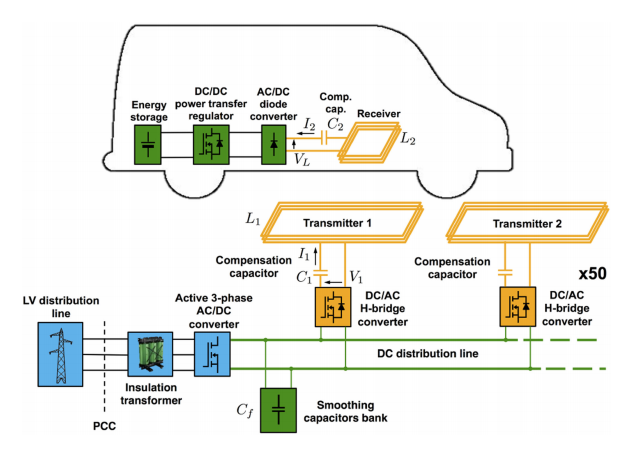 DC/DC
power transfer
regulator
AC/DC
diode
converter
Energy
storage
Comp.
cap.
Receiver
I2
C2
L2
VL
L1
Transmitter 1
Transmitter 2
I1
Compensation
capacitor
C1
V1
Compensation
capacitor
x50
DC/AC
H-bridge
converter
DC/AC
H-bridge
converter
LV distribution
line
Active 3-phase
AC/DC
converter
DC distribution line
Insulation
transformer
PCC
Cf
Smoothing
capacitors bank